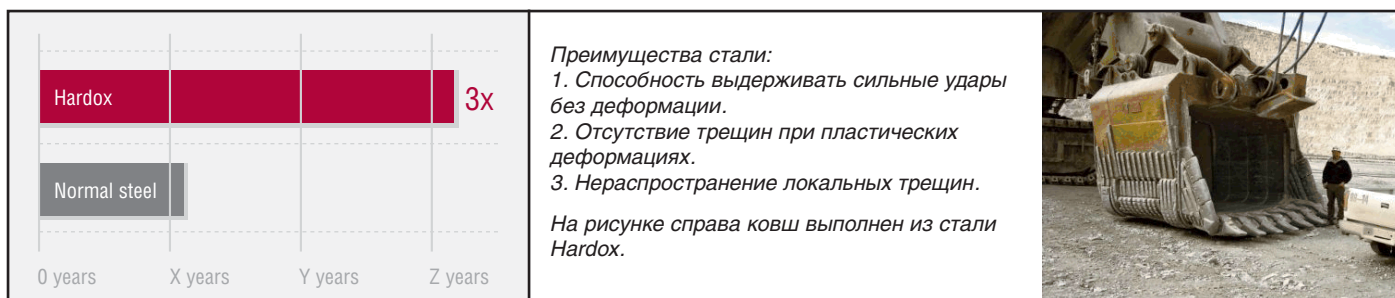 Hardox
3x
Normal steel
0 years
X years
Y years
Z years
Преимущества стали:
1. Способность выдерживать сильные удары
без деформации.
2. Отсутствие трещин при пластических
деформациях.
3. Нераспространение локальных трещин.
На рисунке справа ковш выполнен из стали
Hardox.